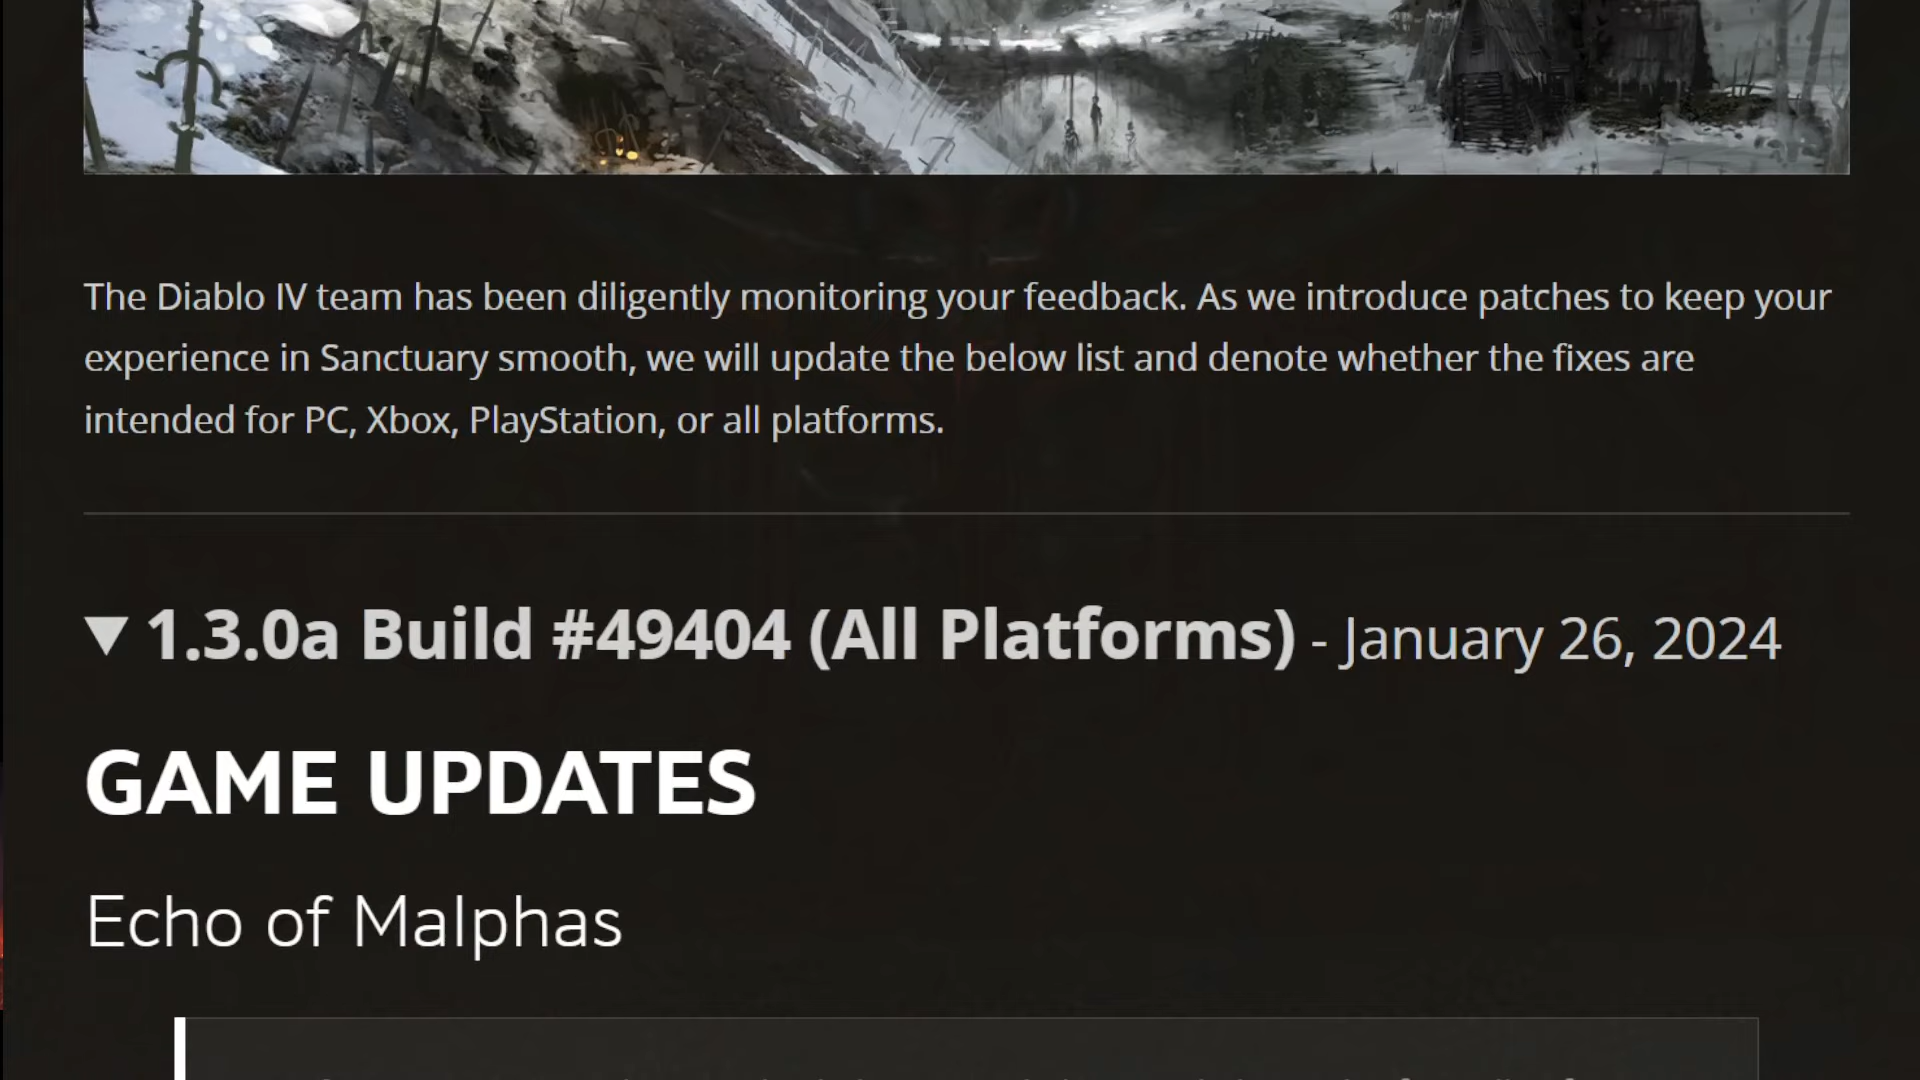 The Diablo IV team has been diligently monitoring your feedback. As we introduce patches to keep your
experience in Sanctuary smooth, we will update the below list and denote whether the fixes are
intended for PC, Xbox, PlayStation, or all platforms.
▼ 1.3.0a Build #49404 (All Platforms) - January 26, 2024
GAME UPDATES
Echo of Malphas